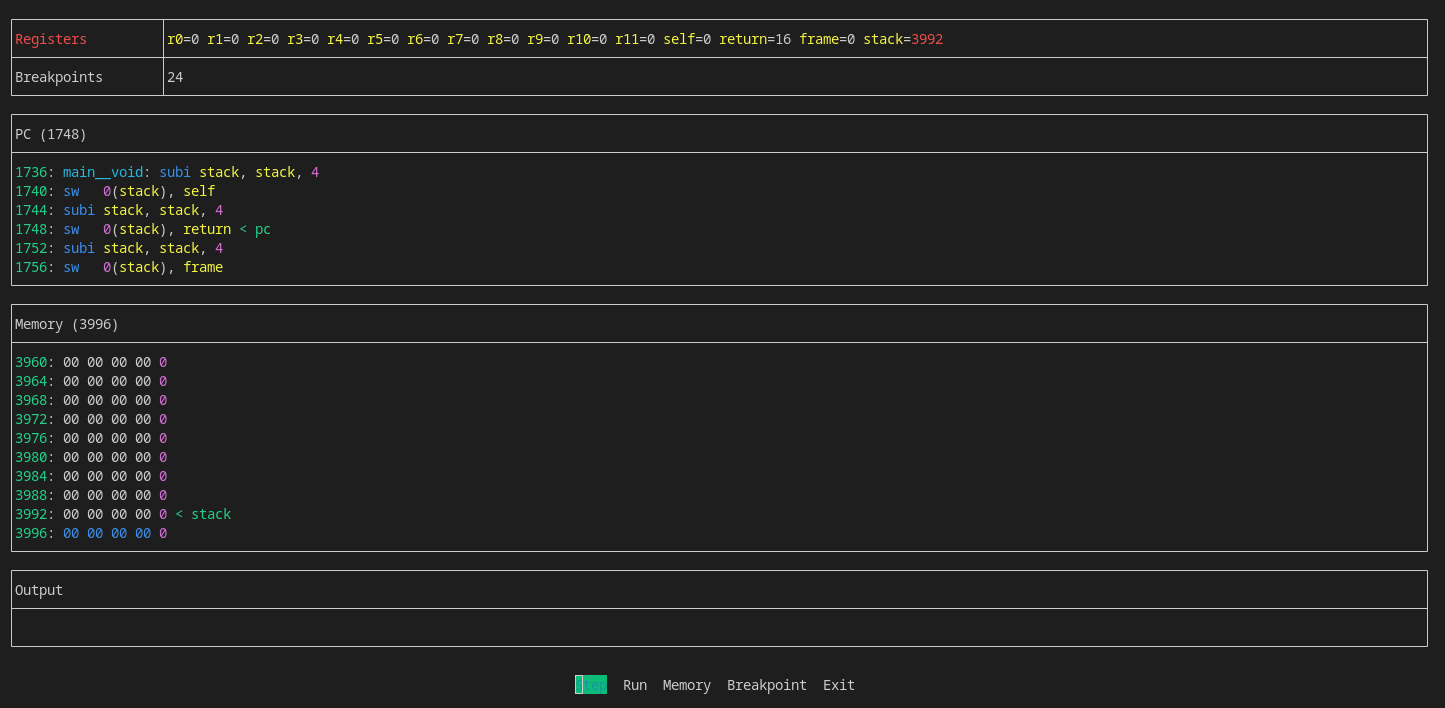 Registers r0=0 r1=0 r2=0 r3=0 r4=0 r5=0 r6=0 r7=0 r8=0 r9=0 r10=0 r11=0 self=0 return=16 frame=0 stack=3992
Breakpoints 24
PC (1748)
1736: main__void: subi stack, stack, 4
1740: sw   0(stack), self
1744: subi stack, stack, 4
1748: sw   0(stack), return < pc
1752: subi stack, stack, 4
1756: sw   0(stack), frame
Memory (3996)
3960: 00 00 00 00 0
3964: 00 00 00 00 0
3968: 00 00 00 00 0
3972: 00 00 00 00 0
3976: 00 00 00 00 0
3980: 00 00 00 00 0
3984: 00 00 00 00 0
3988: 00 00 00 00 0
3992: 00 00 00 00 0 < stack
3996: 00 00 00 00 0
Output
Step Run Memory Breakpoint Exit